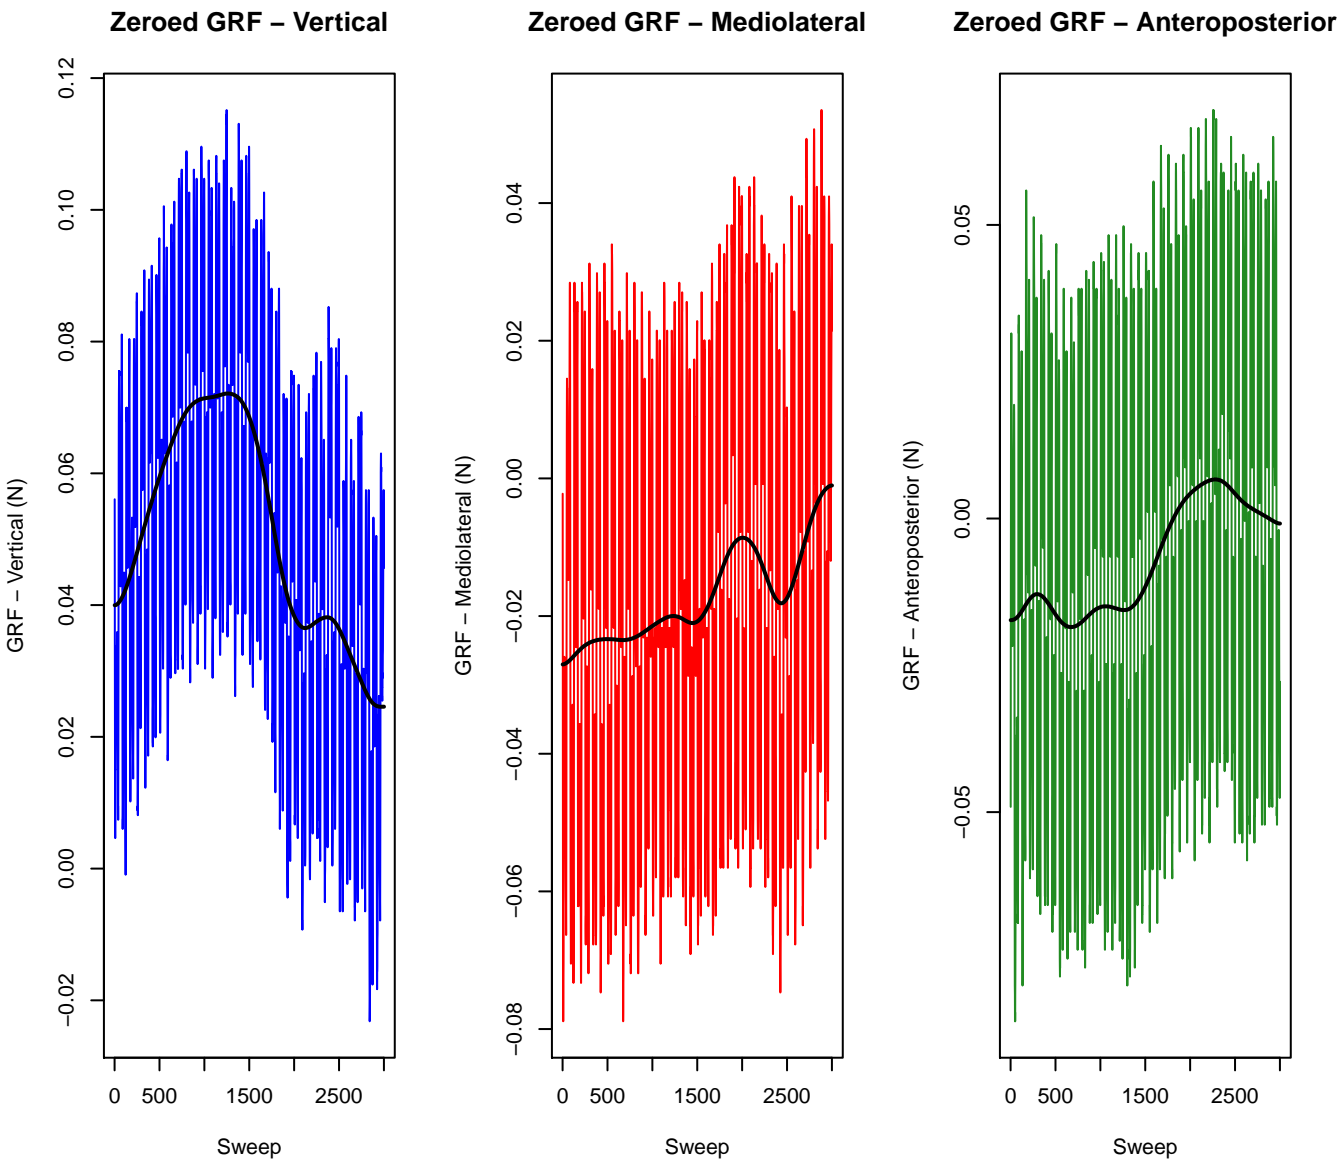 Zeroed GRF − Vertical
GRF − Vertical (N)
0.12
0.10
0.08
0.06
0.04
0.02
0.00
−0.02
0 500 1500 2500
Sweep
Zeroed GRF − Mediolateral
GRF − Mediolateral (N)
0.04
0.02
0.00
−0.02
−0.04
−0.06
−0.08
0 500 1500 2500
Sweep
Zeroed GRF − Anteroposterior
GRF − Anteroposterior (N)
0.05
0.00
−0.05
0 500 1500 2500
Sweep